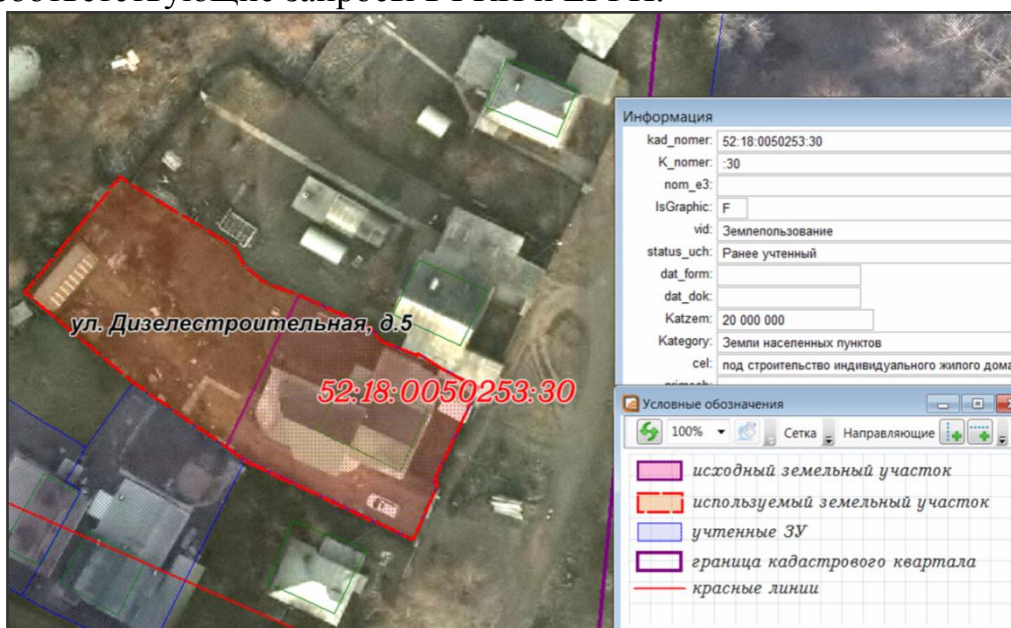 Информация
kad_nomer: 52:18:0050253:30
K_nomer: :30
nom_e3:
IsGraphic: F
vid: Землепользование
status_uch: Ранее учтенный
dat_form:
dat_dok:
Katzem: 20 000 000
Kategory: Земли населенных пунктов
cel: под строительство индивидуального жилого дома
ул. Дизелестроительная, д.5
52:18:0050253:30
Условные обозначения
100% Сетка Направляющие
исходный земельный участок
используемый земельный участок
учтенные ЗУ
граница кадастрового квартала
красные линии